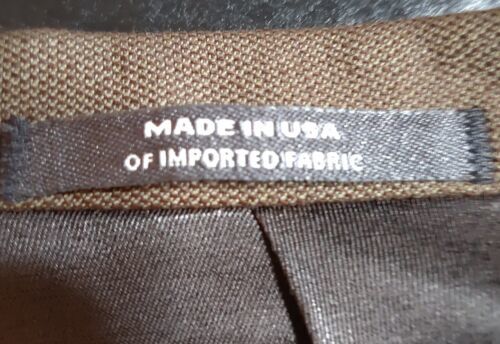 MADE IN USA
OF IMPORTED FABRIC